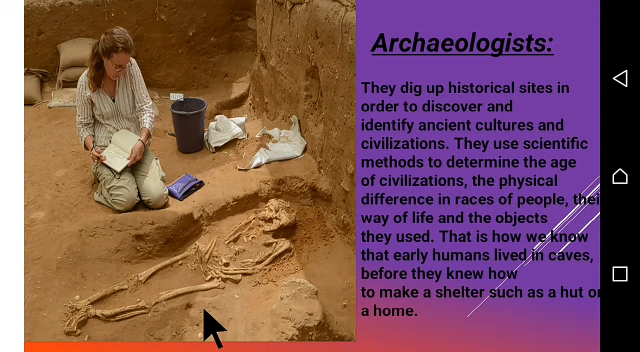 Archaeologists:
They dig up historical sites in
order to discover and
identify ancient cultures and
civilizations. They use scientific
methods to determine the age
of civilizations, the physical
difference in races of people, thei
way of life and the objects
they used. That is how we know
that early humans lived in caves,
before they knew how
to make a shelter such as a hut or
a home.